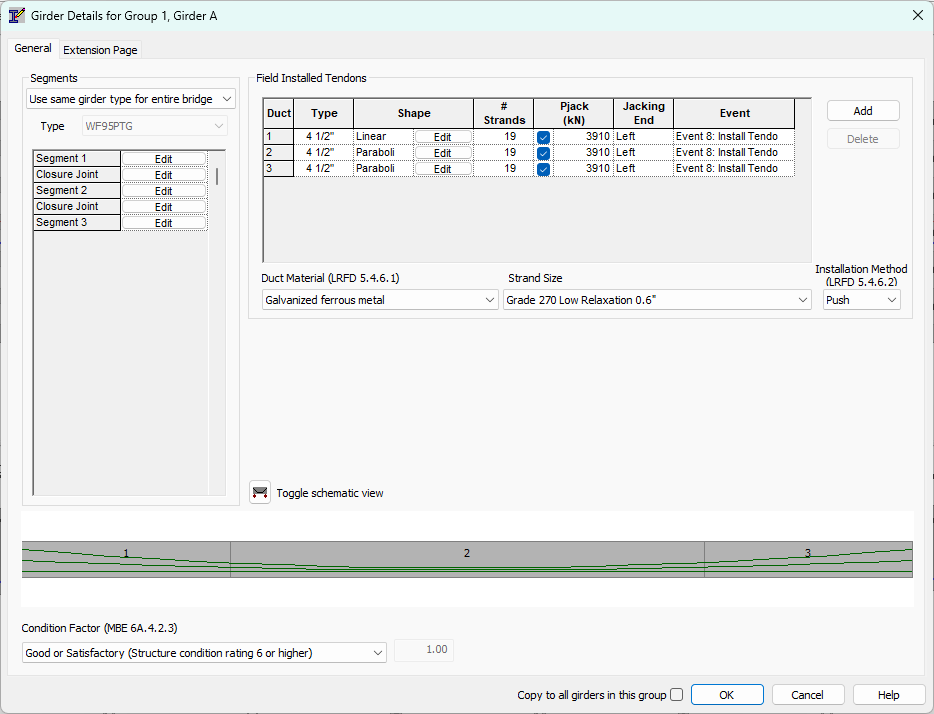 Girder Details for Group 1, Girder A
General
Extension Page
Segments
Use same girder type for entire bridge
Type WF95PTG
Segment 1 Edit
Closure Joint Edit
Segment 2 Edit
Closure Joint Edit
Segment 3 Edit
Field Installed Tendons
Duct Type Shape # Strands Pjack (kN) Jacking End Event
1 4 1/2" Linear Edit 19 3910 Left Event 8: Install Tendo
2 4 1/2" Paraboli Edit 19 3910 Left Event 8: Install Tendo
3 4 1/2" Paraboli Edit 19 3910 Left Event 8: Install Tendo
Add
Delete
Duct Material (LRFD 5.4.6.1)
Galvanized ferrous metal
Strand Size
Grade 270 Low Relaxation 0.6"
Installation Method
(LRFD 5.4.6.2)
Push
Toggle schematic view
1 2 3
Condition Factor (MBE 6A.4.2.3)
Good or Satisfactory (Structure condition rating 6 or higher) 1.00
Copy to all girders in this group
OK
Cancel
Help